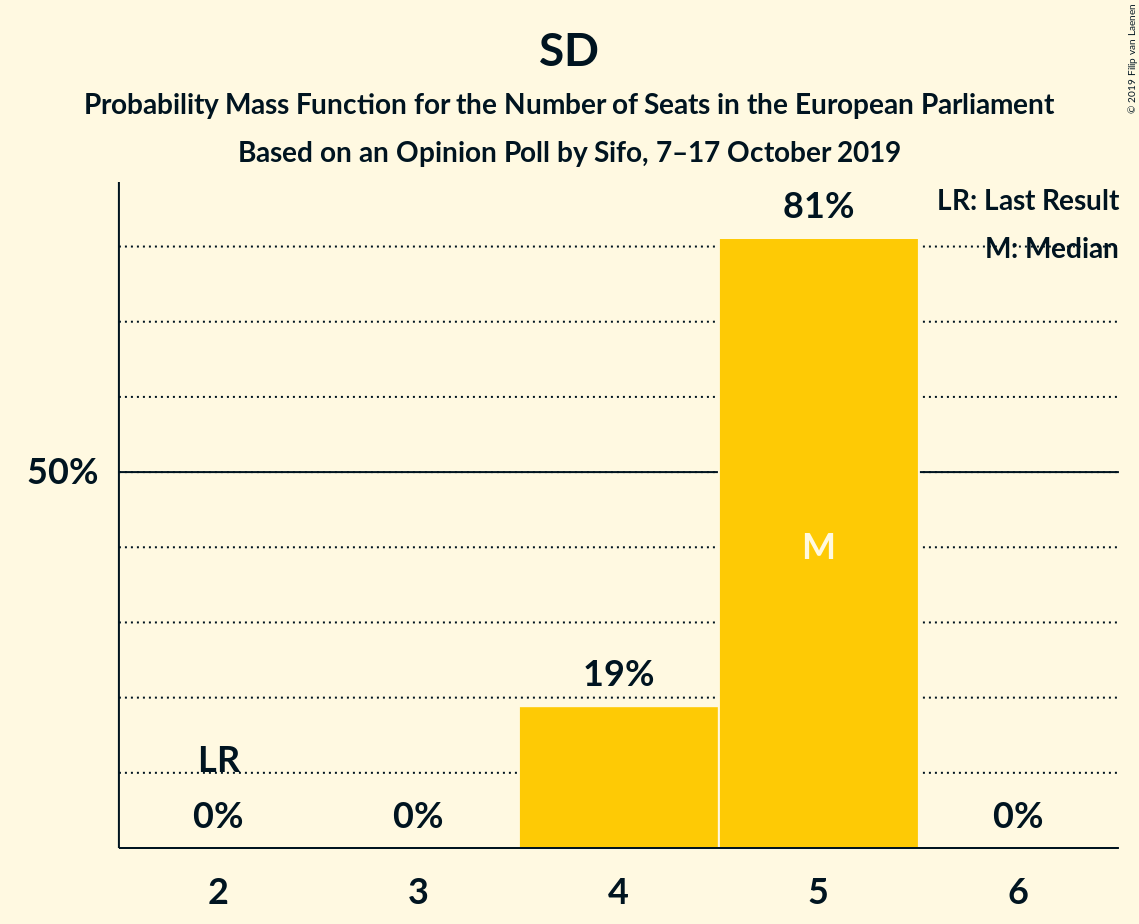 SD
Probability Mass Function for the Number of Seats in the European Parliament
Based on an Opinion Poll by Sifo, 7–17 October 2019
© 2019 Filip van Laenen
LR: Last Result
M: Median
81%
50%
M
19%
LR
0%
0%
0%
2
3
4
5
6